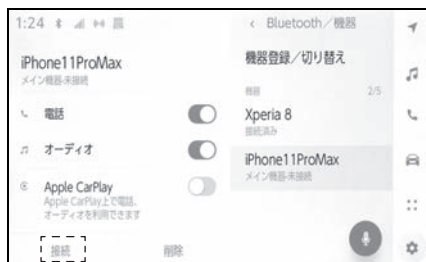 1:24
iPhone11ProMax
メイン機器-未接続
電話
オーディオ
Apple CarPlay
Apple CarPlay上で電話、
オーディオを利用できます
接続
削除
< Bluetooth/機器
機器登録/切り替え
機器 2/5
Xperia 8
接続済み
iPhone11ProMax
メイン機器-未接続